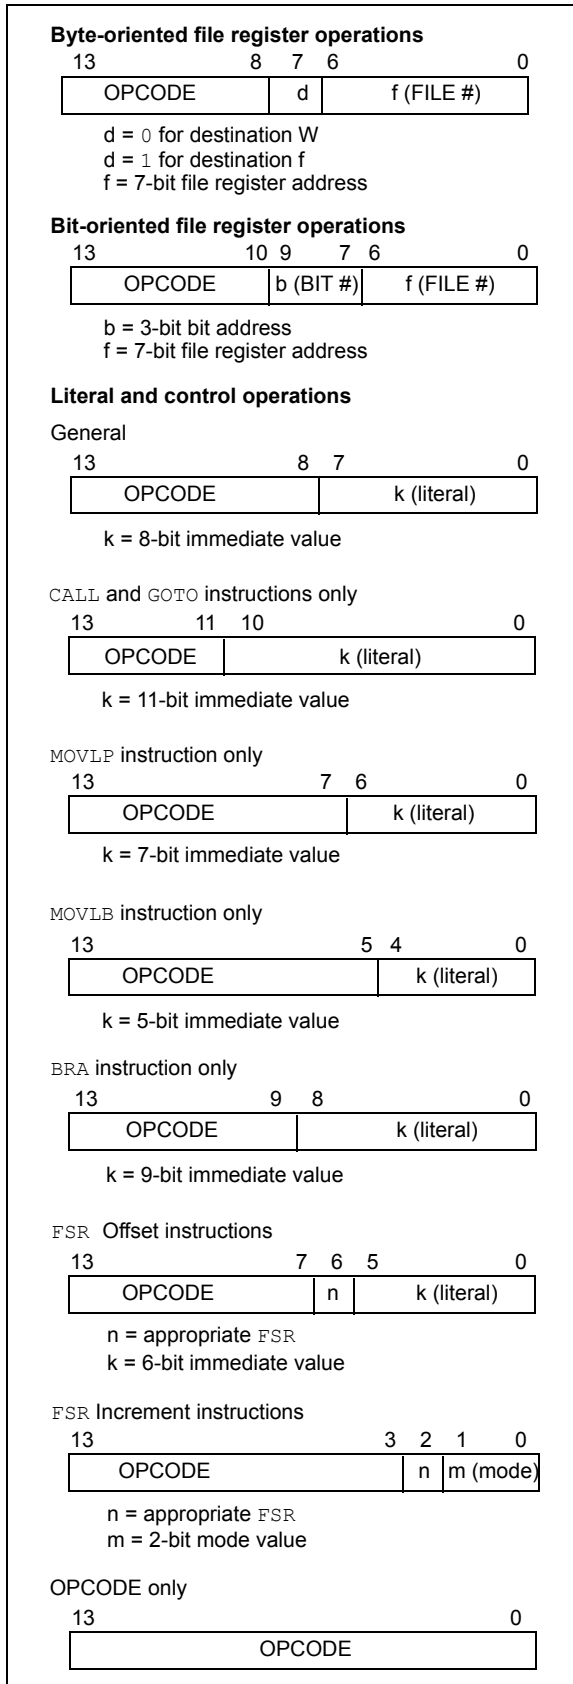 Byte-oriented file register operations
13 8 7 6 0
OPCODE d f (FILE #)
d = 0 for destination W
d = 1 for destination f
f = 7-bit file register address
Bit-oriented file register operations
13 10 9 7 6 0
OPCODE b (BIT #) f (FILE #)
b = 3-bit bit address
f = 7-bit file register address
Literal and control operations
General
13 8 7 0
OPCODE k (literal)
k = 8-bit immediate value
CALL and GOTO instructions only
13 11 10 0
OPCODE k (literal)
k = 11-bit immediate value
MOVLP instruction only
13 7 6 0
OPCODE k (literal)
k = 7-bit immediate value
MOVLB instruction only
13 5 4 0
OPCODE k (literal)
k = 5-bit immediate value
BRA instruction only
13 9 8 0
OPCODE k (literal)
k = 9-bit immediate value
FSR Offset instructions
13 7 6 5 0
OPCODE n k (literal)
n = appropriate FSR
k = 6-bit immediate value
FSR Increment instructions
13 3 2 1 0
OPCODE n m (mode)
n = appropriate FSR
m = 2-bit mode value
OPCODE only
13 0
OPCODE